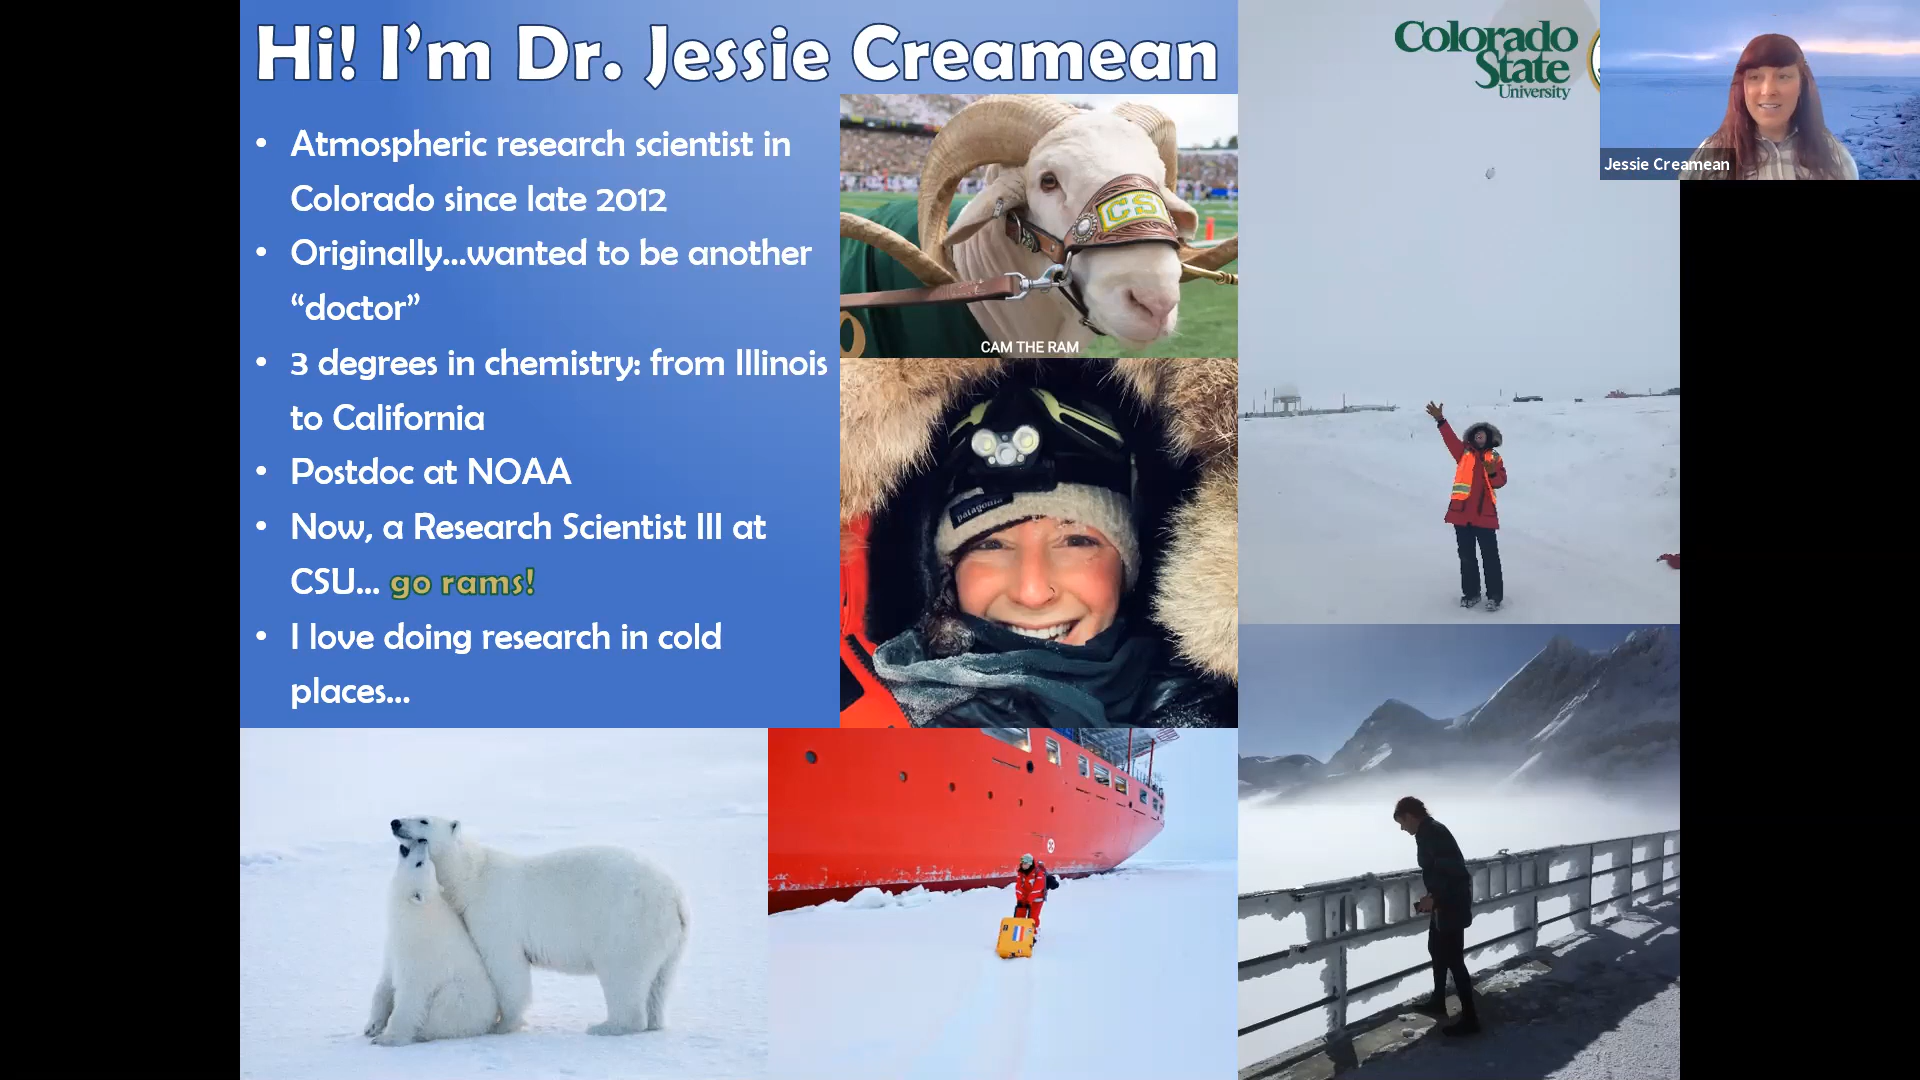 Hi! I'm Dr. Jessie Creamean
• Atmospheric research scientist in
Colorado since late 2012
• Originally...wanted to be another
“doctor”
• 3 degrees in chemistry: from Illinois
to California
• Postdoc at NOAA
• Now, a Research Scientist III at
CSU... go rams!
• I love doing research in cold
places...
CSU
CAM THE RAM
patagonia
Colorado
State
University
Jessie Creamean